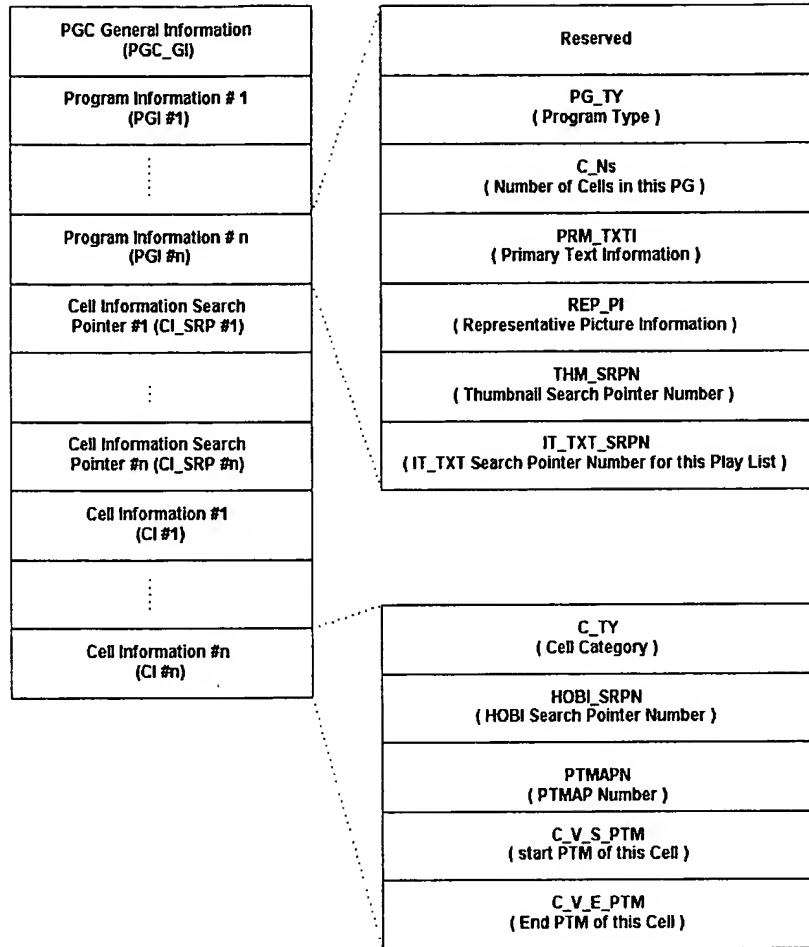 PGC General Information
(PGC_GI)
Program Information # 1
(PGI #1)
Program Information # n
(PGI #n)
Cell Information Search
Pointer #1 (CI_SRP #1)
Cell Information Search
Pointer #n (CI_SRP #n)
Cell Information #1
(CI #1)
Cell Information #n
(CI #n)
Reserved
PG_TY
( Program Type )
C_Ns
( Number of Cells in this PG )
PRM_TXTI
( Primary Text Information )
REP_PI
( Representative Picture Information )
THM_SRPN
( Thumbnail Search Pointer Number )
IT_TXT_SRPN
( IT_TXT Search Pointer Number for this Play List )
C_TY
( Cell Category )
HOBI_SRPN
( HOBI Search Pointer Number )
PTMAPN
( PTMAP Number )
C_V_S_PTM
( start PTM of this Cell )
C_V_E_PTM
( End PTM of this Cell )